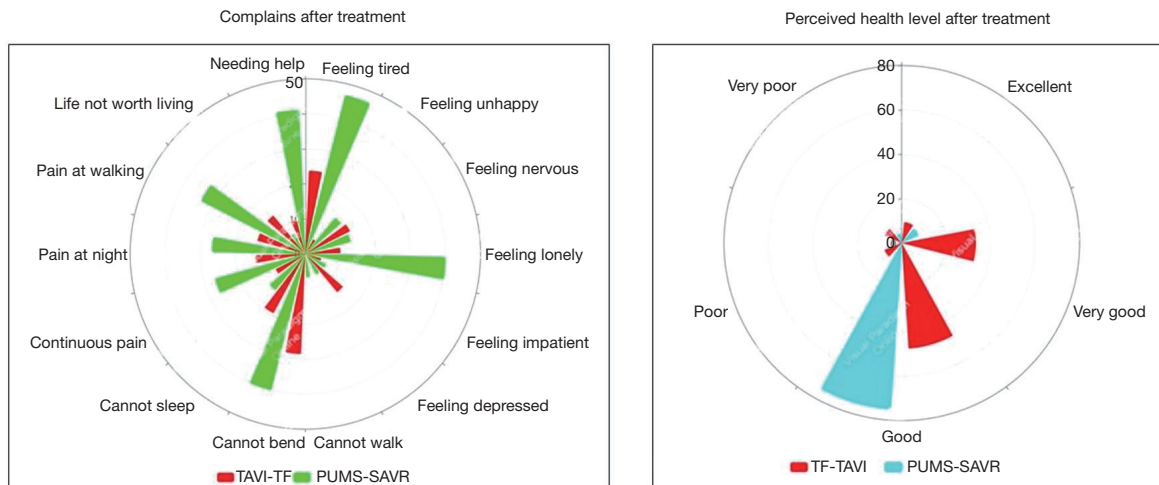 Complains after treatment
Needing help
Feeling tired
50
Life not worth living
Feeling unhappy
Pain at walking
Feeling nervous
Pain at night
Feeling lonely
Continuous pain
Feeling impatient
Cannot sleep
Feeling depressed
Cannot bend
Cannot walk
TAVI-TF
PUMS-SAVR
Perceived health level after treatment
80
Very poor
Excellent
60
40
20
0
Poor
Very good
Good
TF-TAVI
PUMS-SAVR